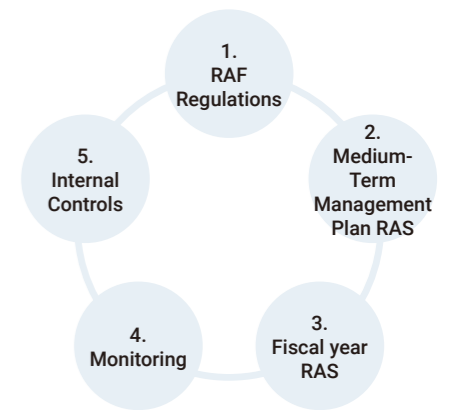 1.
RAF
Regulations
2.
Medium-
Term
Management
Plan RAS
3.
Fiscal year
RAS
4.
Monitoring
5.
Internal
Controls